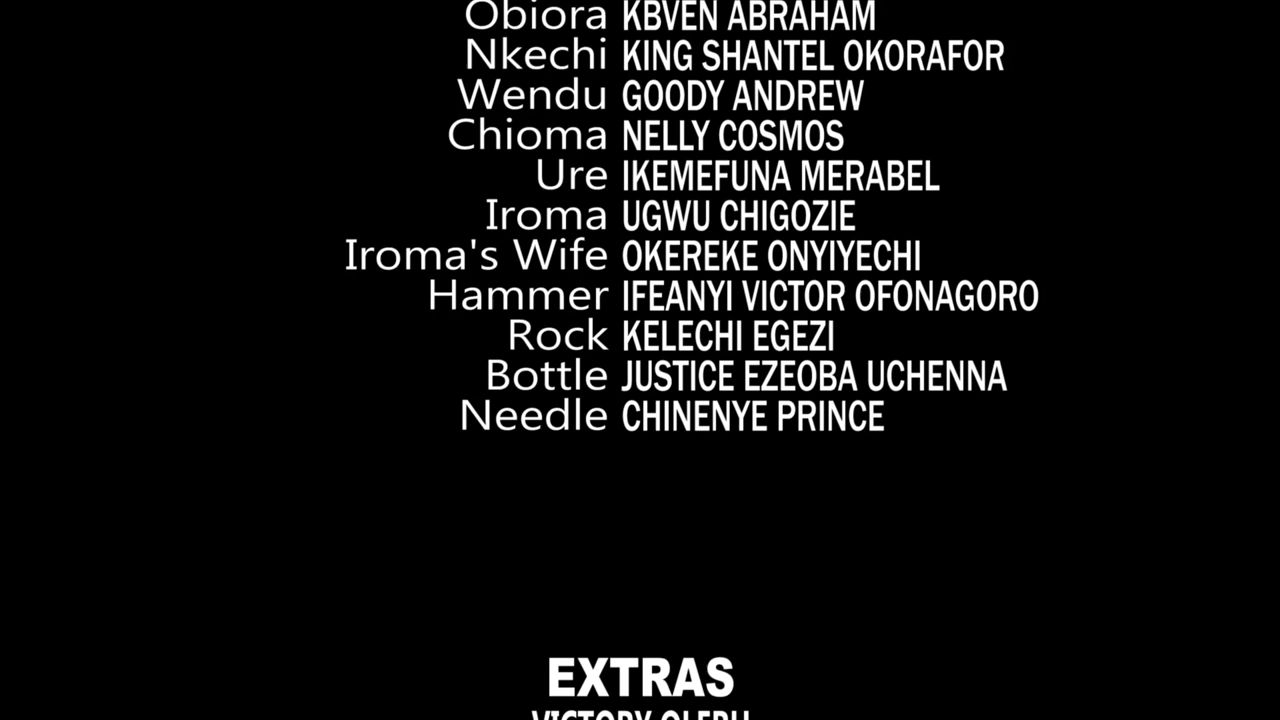 Obiora KBVEN ABRAHAM
Nkechi KING SHANTEL OKORAFOR
Wendu GOODY ANDREW
Chioma NELLY COSMOS
Ure IKEMEFUNA MERABEL
Iroma UGWU CHIGOZIE
Iroma's Wife OKEREKE ONYIYECHI
Hammer IFEANYI VICTOR OFONAGORO
Rock KELECHI EGEZI
Bottle JUSTICE EZEOBA UCHENNA
Needle CHINENYE PRINCE
EXTRAS
VICTORY